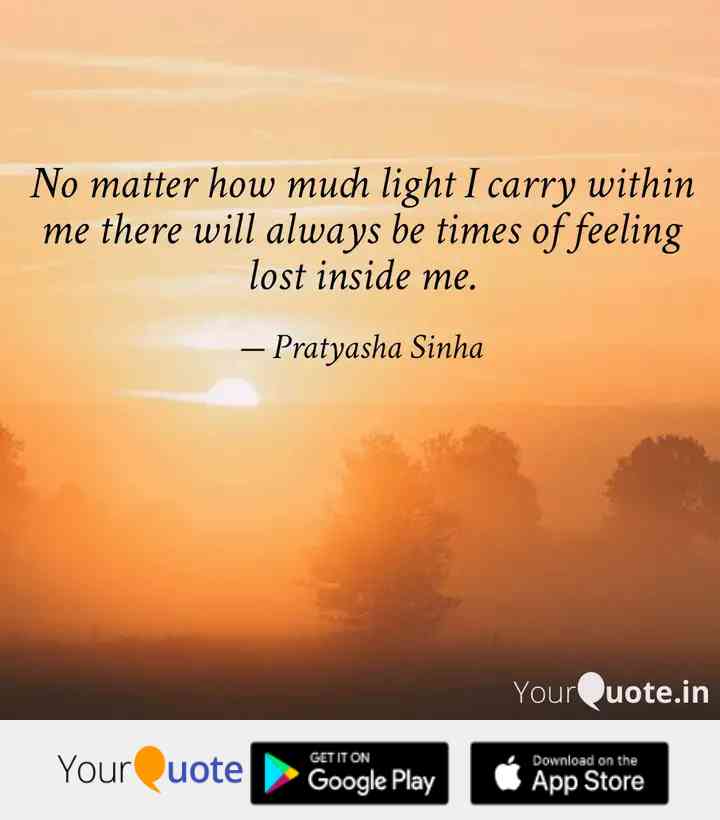 No matter how much light I carry within
me there will always be times of feeling
lost inside me.
— Pratyasha Sinha
YourQuote.in
YourQuote
GET IT ON
Google Play
Download on the
App Store